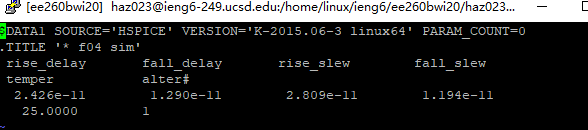 [ee260bwi20] haz023@ieng6-249.ucsd.edu:/home/linux/ieng6/ee260bwi20/haz023...
$DATA1 SOURCE='HSPICE' VERSION='K-2015.06-3 linux64' PARAM_COUNT=0
.TITLE '* f04 sim'
rise_delay fall_delay rise_slew fall_slew
temper alter#
2.426e-11 1.290e-11 2.809e-11 1.194e-11
25.0000 1